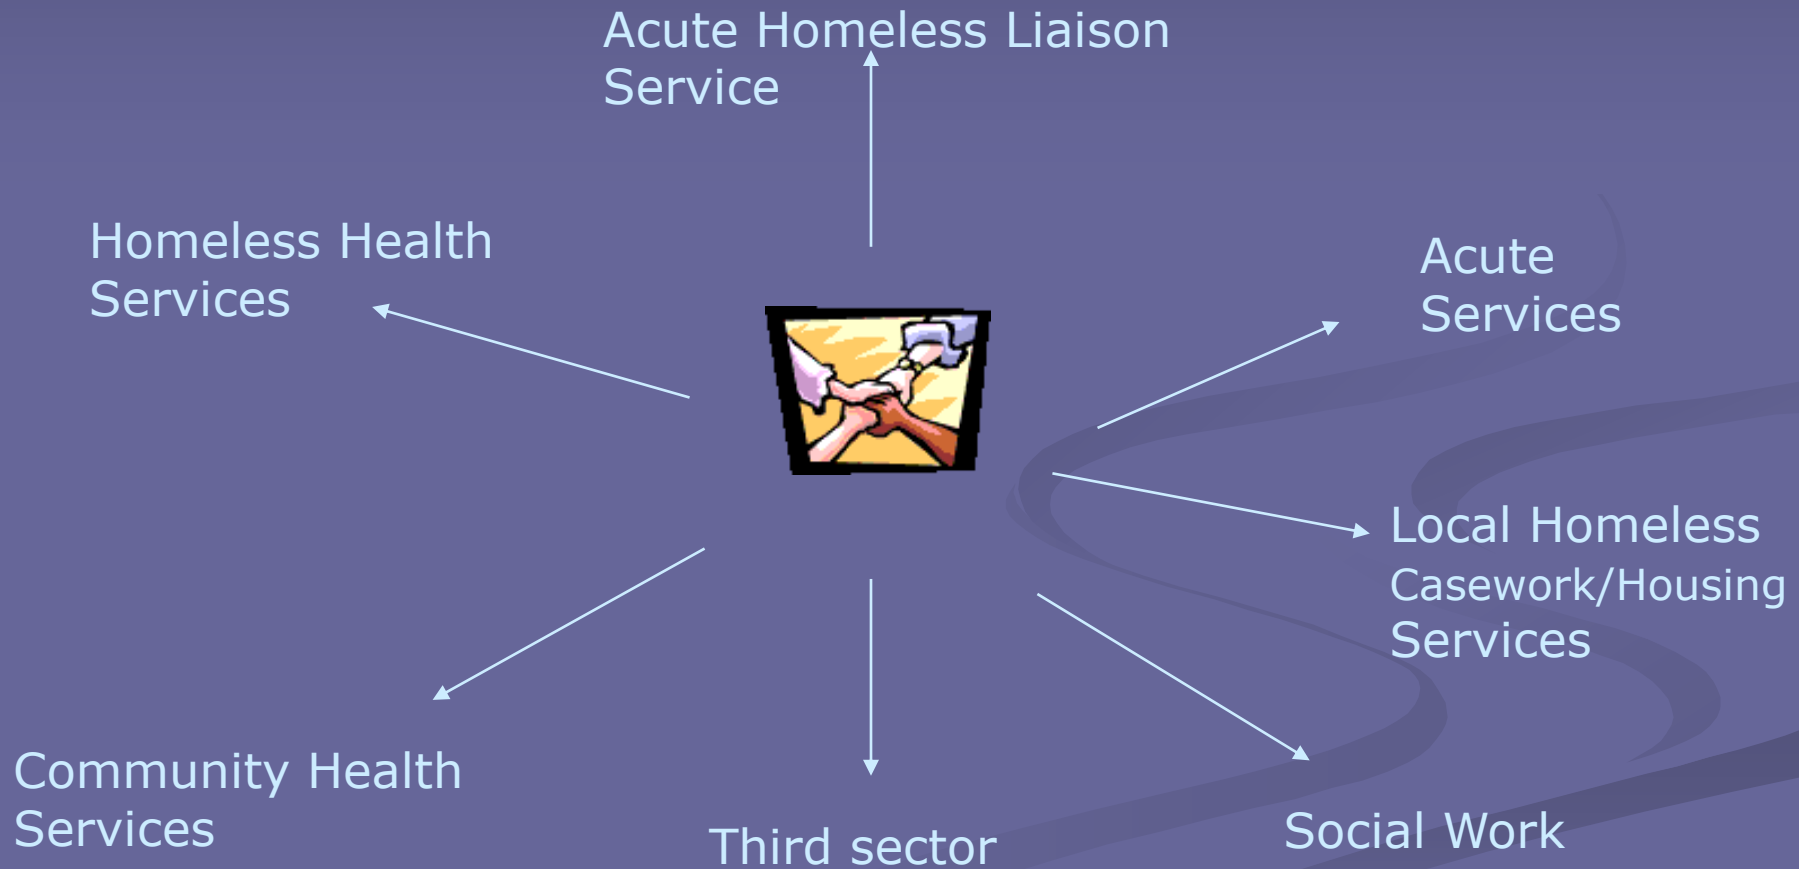 Acute Homeless Liaison
Service
Homeless Health
Services
Acute
Services
Local Homeless
Casework/Housing
Services
Community Health
Services
Third sector
Social Work